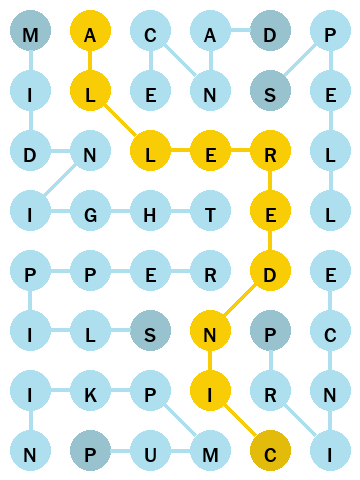 M A C A D P
I L E N S E
D N L E R L
I G H T E L
P P E R D E
I L S N P C
I K P I R N
N P U M C I